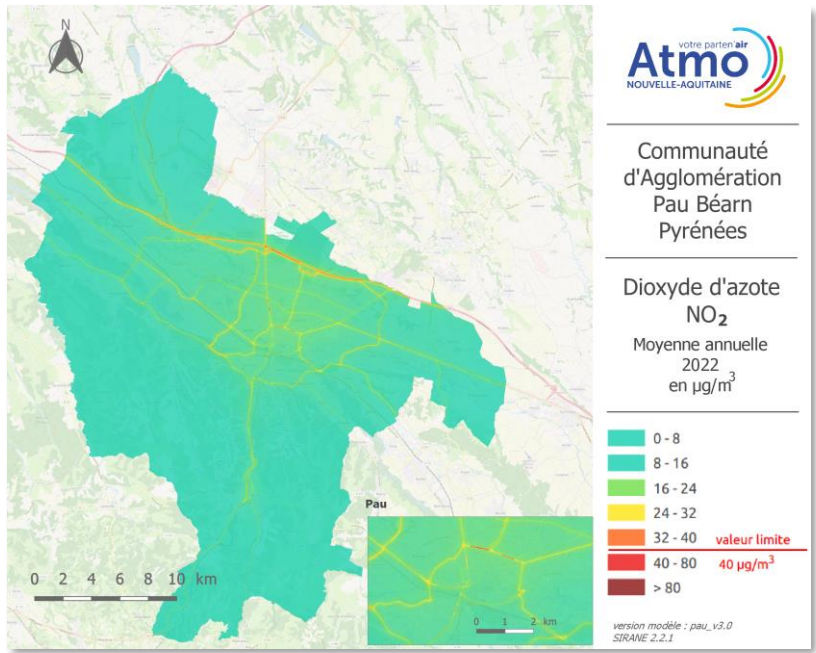 N
votre parten'air
Atmo
NOUVELLE-AQUITAINE
Communauté
d'Agglomération
Pau Béarn
Pyrénées
Dioxyde d'azote
NO₂
Moyenne annuelle
2022
en µg/m³
0 - 8
8 - 16
16 - 24
24 - 32
32 - 40 valeur limite
40 - 80 40 µg/m³
> 80
version modèle : pau_v3.0
SIRANE 2.2.1
Pau
0 2 4 6 8 10 km
0 1 2 km